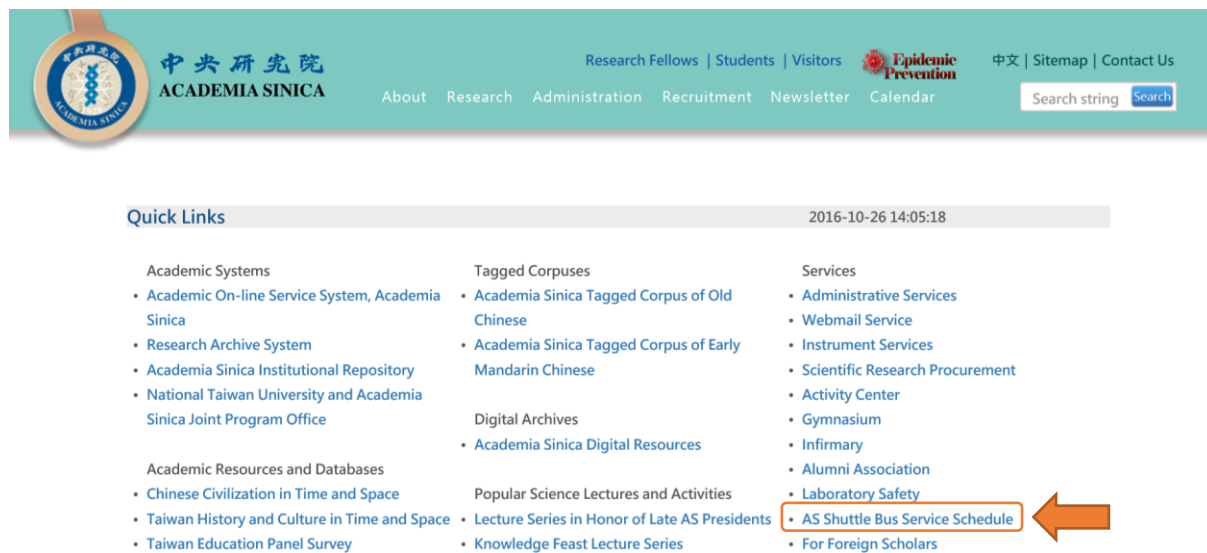 中央研究院
ACADEMIA SINICA
中央研究院
ACADEMIA SINICA
Research Fellows | Students | Visitors
Epidemic
Prevention
中文 | Sitemap | Contact Us
About Research Administration Recruitment Newsletter Calendar
Search string Search
Quick Links
2016-10-26 14:05:18
Academic Systems
• Academic On-line Service System, Academia
Sinica
• Research Archive System
• Academia Sinica Institutional Repository
• National Taiwan University and Academia
Sinica Joint Program Office
Academic Resources and Databases
• Chinese Civilization in Time and Space
• Taiwan History and Culture in Time and Space
• Taiwan Education Panel Survey
Tagged Corpuses
• Academia Sinica Tagged Corpus of Old
Chinese
• Academia Sinica Tagged Corpus of Early
Mandarin Chinese
Digital Archives
• Academia Sinica Digital Resources
Popular Science Lectures and Activities
• Lecture Series in Honor of Late AS Presidents
• Knowledge Feast Lecture Series
Services
• Administrative Services
• Webmail Service
• Instrument Services
• Scientific Research Procurement
• Activity Center
• Gymnasium
• Infirmary
• Alumni Association
• Laboratory Safety
• AS Shuttle Bus Service Schedule
• For Foreign Scholars